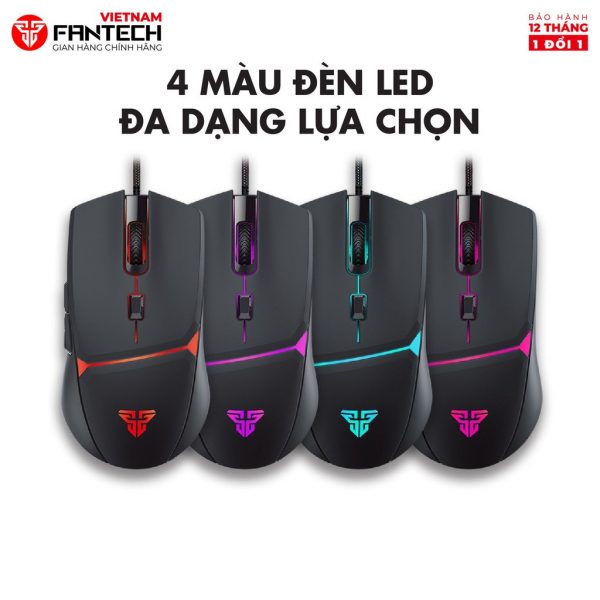 VIETNAM
FANTECH
GIAN HÀNG CHÍNH HÃNG
BẢO HÀNH
12 THÁNG
1 ĐỔI 1
4 MÀU ĐÈN LED
ĐA DẠNG LỰA CHỌN